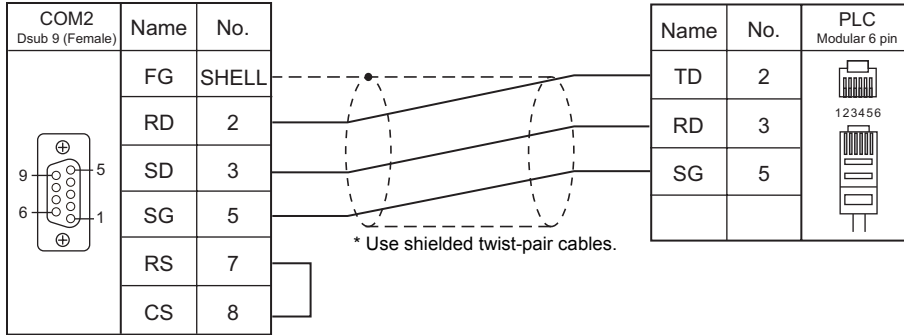 COM2
Dsub 9 (Female)
Name
No.
FG
SHELL
RD
2
SD
3
SG
5
RS
7
CS
8
9
5
6
1
* Use shielded twist-pair cables.
Name
No.
PLC
Modular 6 pin
TD
2
RD
3
SG
5
123456